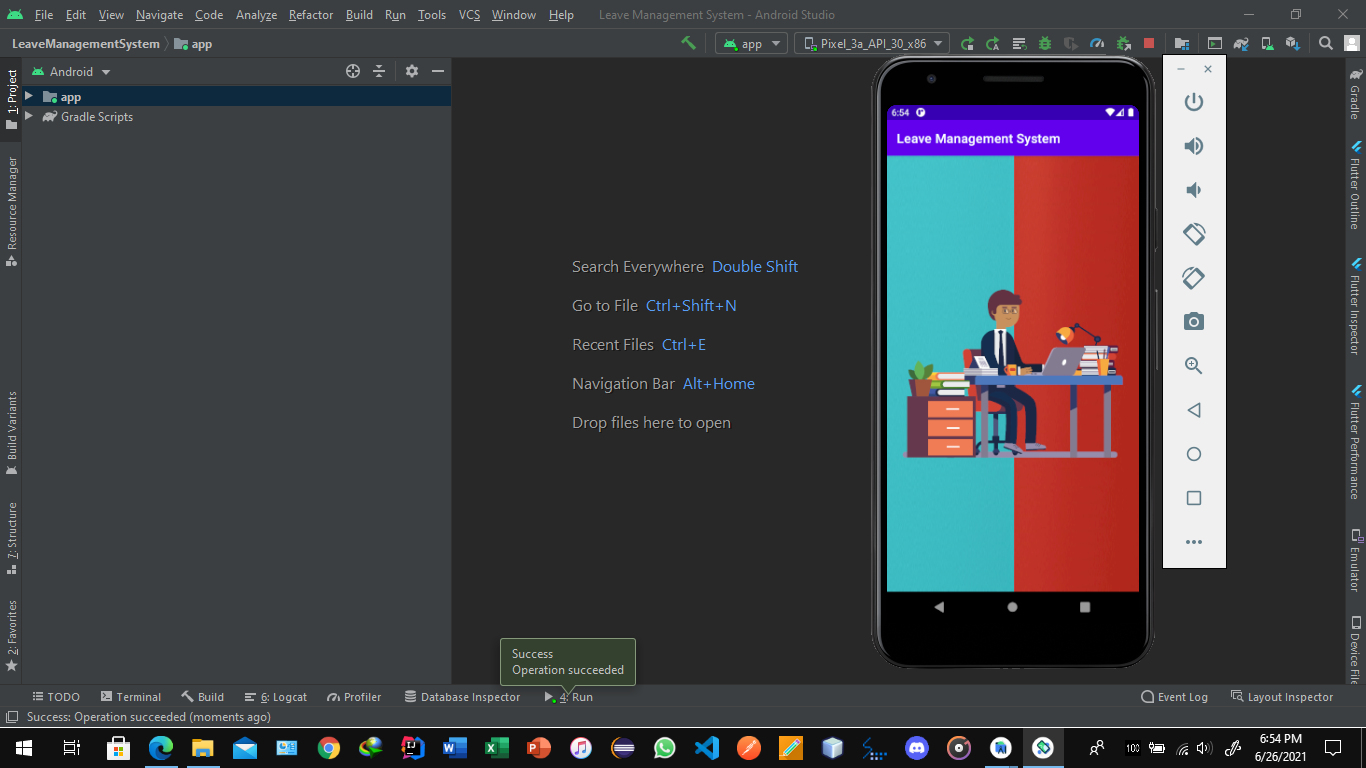 File Edit View Navigate Code Analyze Refactor Build Run Tools VCS Window Help Leave Management System - Android Studio
LeaveManagementSystem app
app Pixel_3a_API_30_x86
Android
app
Gradle Scripts
1: Project
Resource Manager
Build Variants
7: Structure
2: Favorites
Search Everywhere Double Shift
Go to File Ctrl+Shift+N
Recent Files Ctrl+E
Navigation Bar Alt+Home
Drop files here to open
6:54
Leave Management System
Gradle
Flutter Outline
Flutter Inspector
Flutter Performance
Emulator
Device File
Success
Operation succeeded
TODO Terminal Build 6: Logcat Profiler Database Inspector 4: Run Event Log Layout Inspector
Success: Operation succeeded (moments ago)
100
6:54 PM
6/26/2021